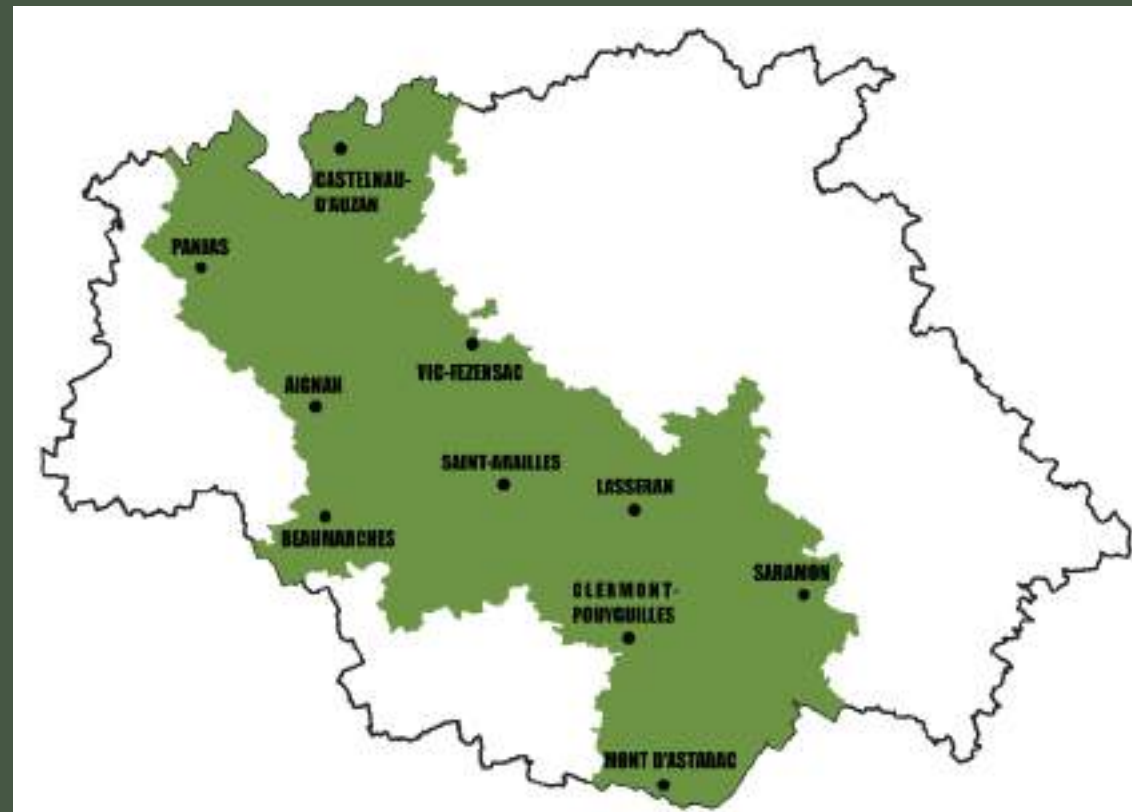 CASTELNAU-
D'AUZAN
PANJAS
VIC-FEZENSAC
AIGNAN
SAINT-ARAILLES
LASSERAN
BEAUMARCHES
SARAMON
CLERMONT-
POUYGUILLES
MONT D'ASTARAC